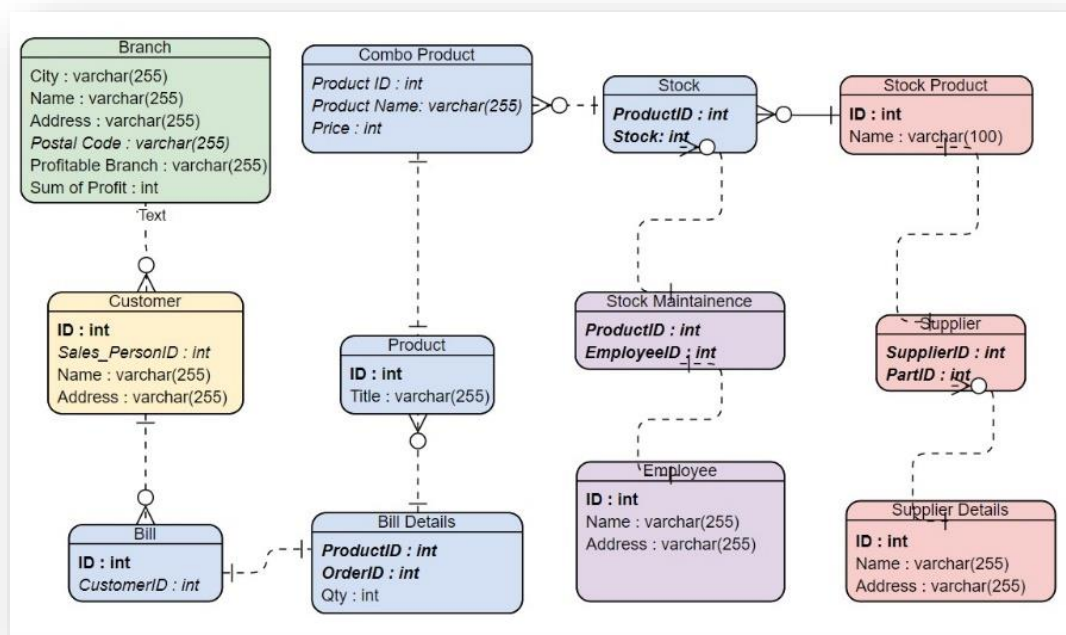 Branch
City : varchar(255)
Name : varchar(255)
Address : varchar(255)
Postal Code : varchar(255)
Profitable Branch : varchar(255)
Sum of Profit : int
Text
Combo Product
Product ID : int
Product Name: varchar(255)
Price : int
Stock
ProductID : int
Stock: int
Stock Product
ID : int
Name : varchar(100)
Customer
ID : int
Sales_PersonID : int
Name : varchar(255)
Address : varchar(255)
Product
ID : int
Title : varchar(255)
Stock Maintainence
ProductID : int
EmployeeID : int
Supplier
SupplierID : int
PartID : int
Bill
ID : int
CustomerID : int
Bill Details
ProductID : int
OrderID : int
Qty : int
Employee
ID : int
Name : varchar(255)
Address : varchar(255)
Supplier Details
ID : int
Name : varchar(255)
Address : varchar(255)